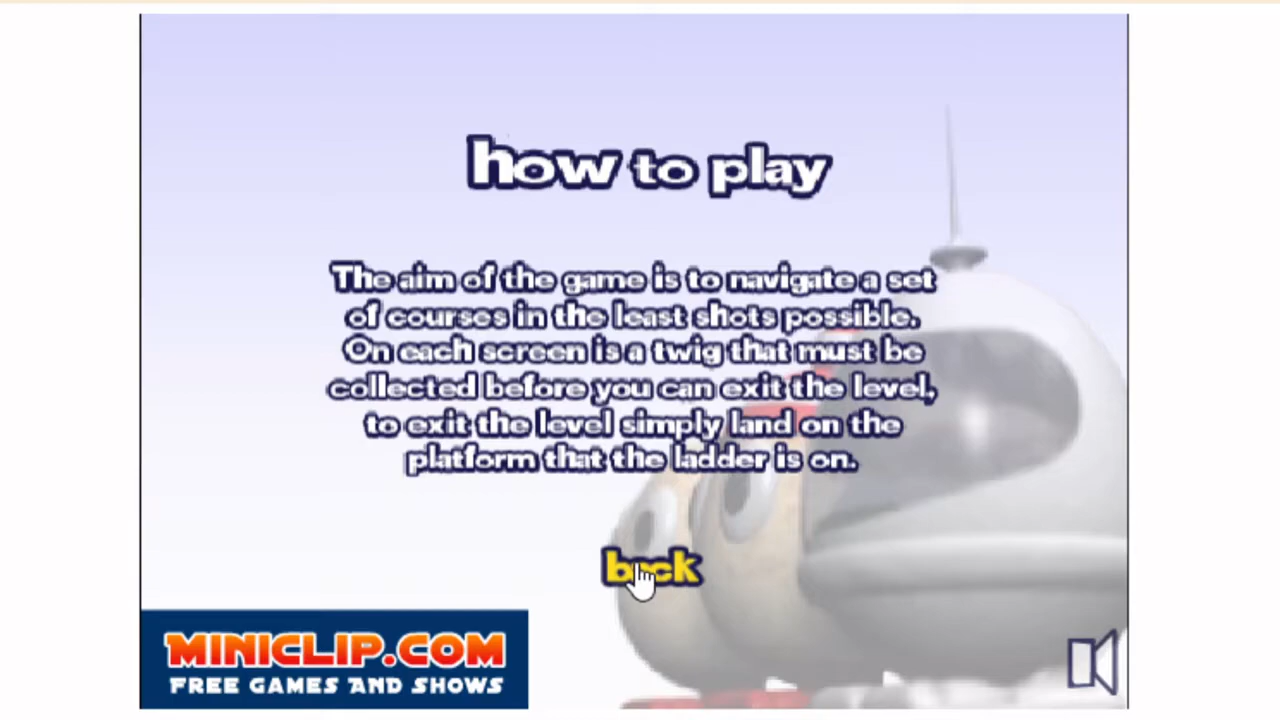 how to play
The aim of the game is to navigate a set
of courses in the least shots possible.
On each screen is a twig that must be
collected before you can exit the level,
to exit the level simply land on the
platform that the ladder is on.
back
MINICLIP.COM
FREE GAMES AND SHOWS